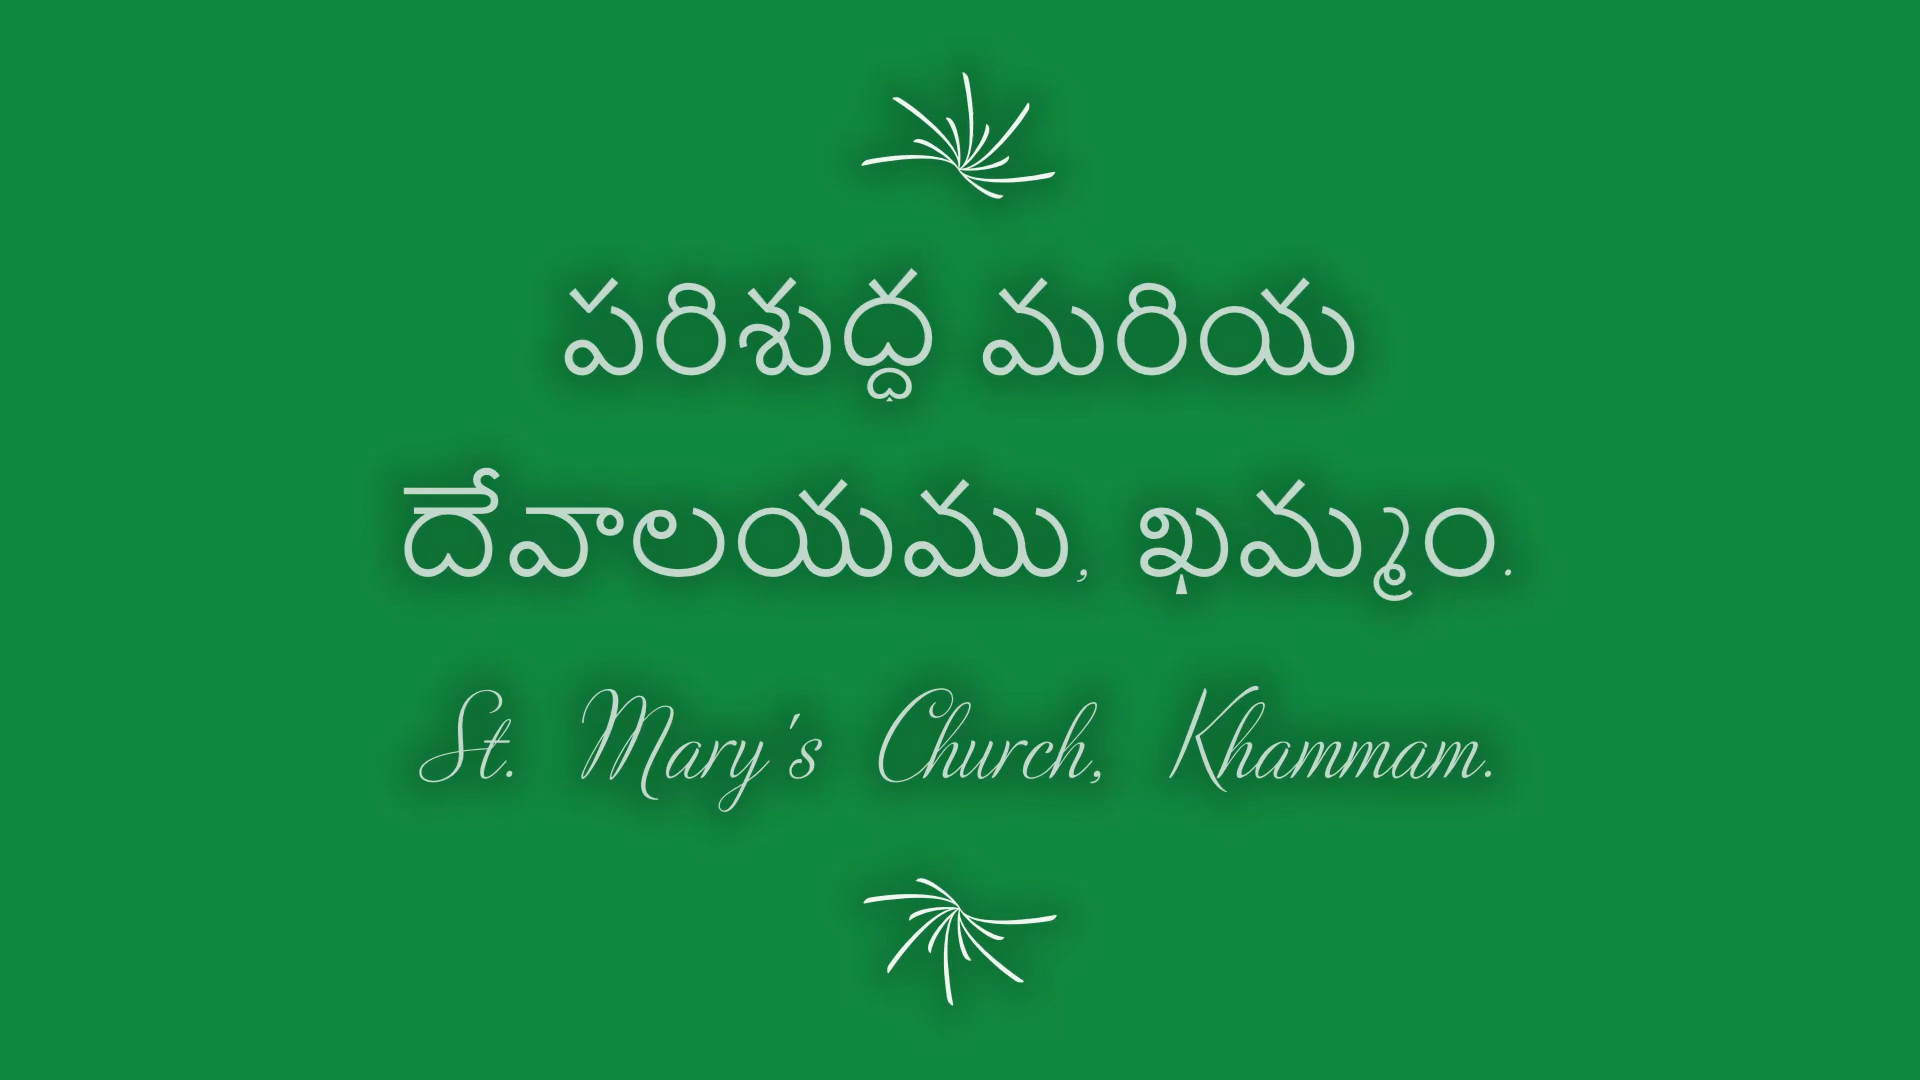 పరిశుద్ధ మరియ
దేవాలయము, ఖమ్మం.
St. Mary's Church, Khammam.